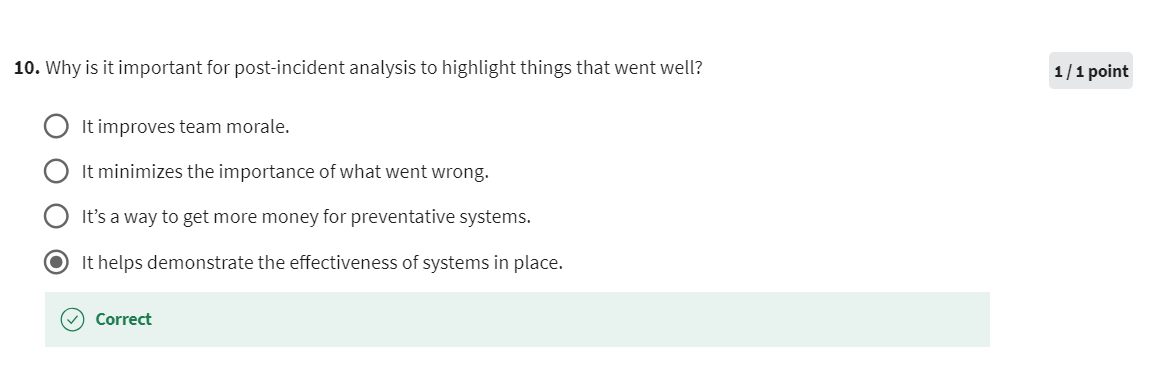 10. Why is it important for post-incident analysis to highlight things that went well?
1 / 1 point
It improves team morale.
It minimizes the importance of what went wrong.
It’s a way to get more money for preventative systems.
It helps demonstrate the effectiveness of systems in place.
Correct